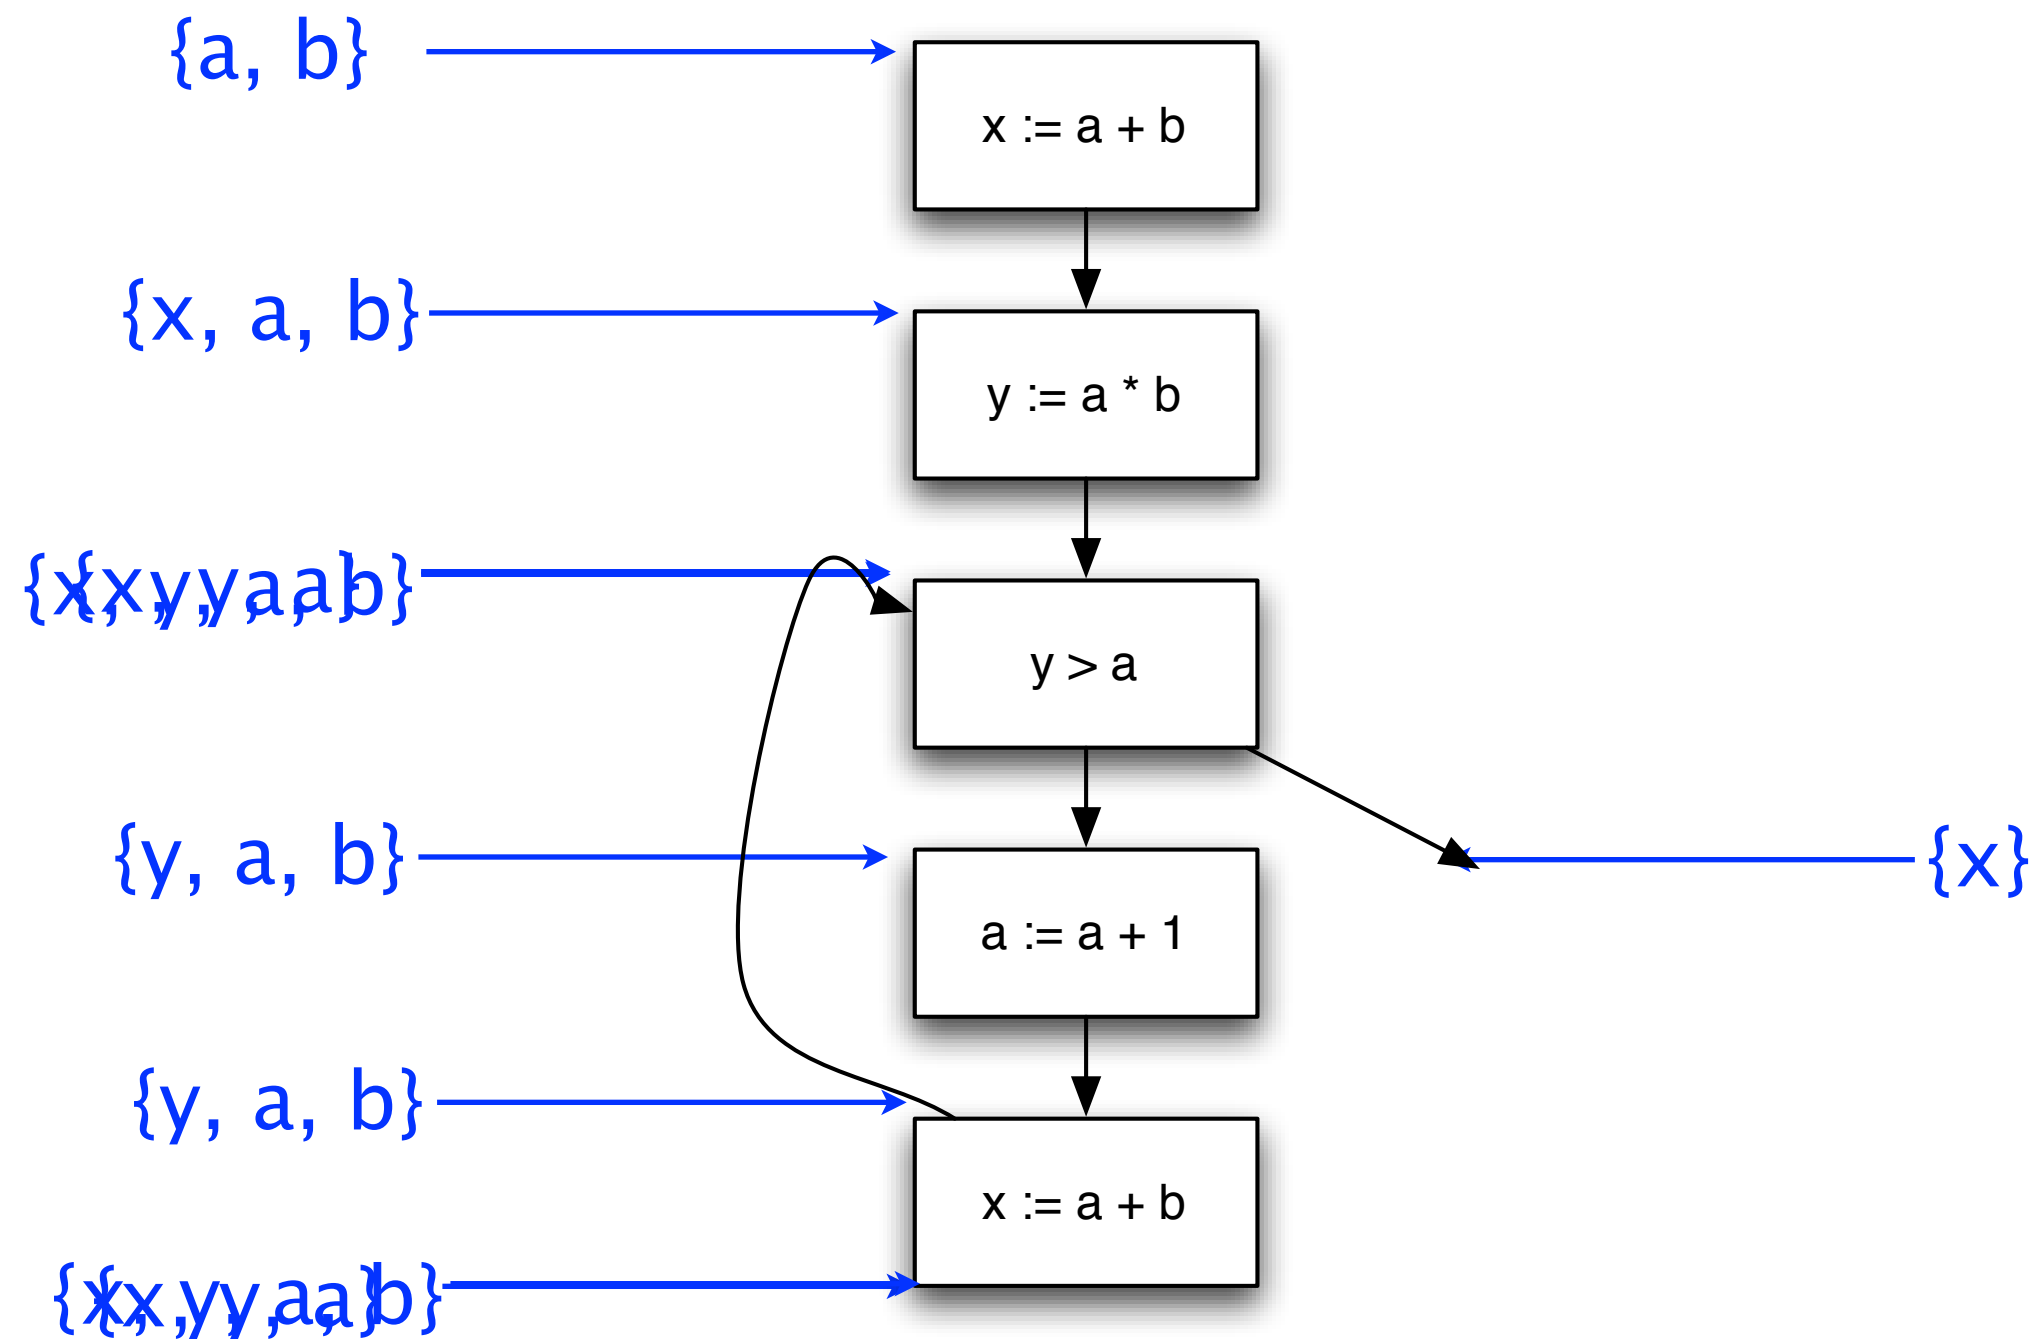 {a, b}
x := a + b
{x, a, b}
y := a * b
{x, y, a}
{x, y, a, b}
y > a
{y, a, b}
{x}
a := a + 1
{y, a, b}
x := a + b
{x, y, a}
{x, y, a, b}